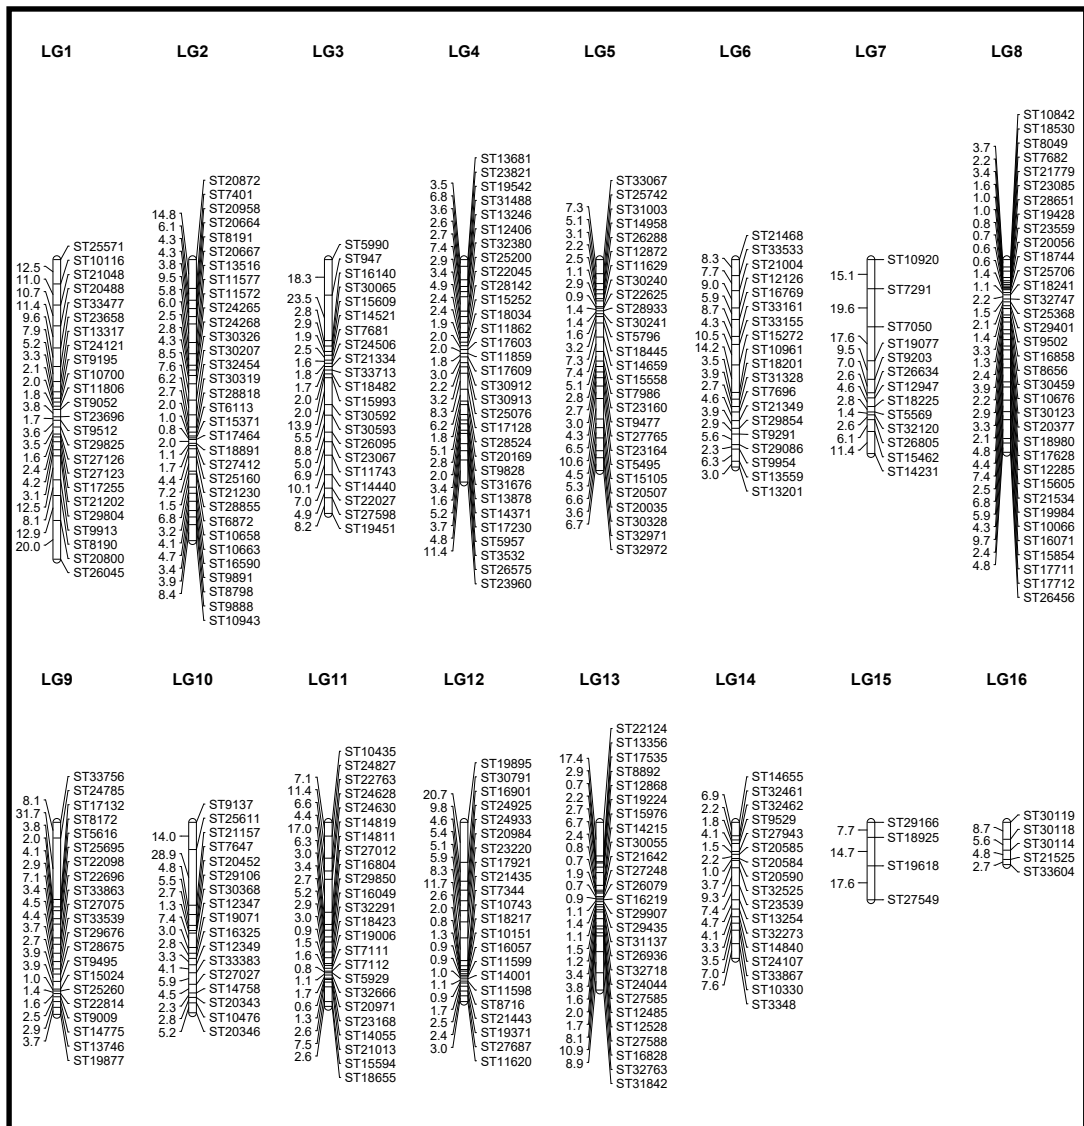 LG1
12.5
11.0
10.7
11.4
9.6
7.9
5.2
3.3
2.1
2.0
1.8
3.8
1.7
3.6
3.5
1.6
2.4
4.2
3.1
12.5
8.1
12.9
20.0
ST25571
ST10116
ST21048
ST20488
ST33477
ST23658
ST13317
ST24121
ST9195
ST10700
ST11806
ST9052
ST23696
ST9512
ST29825
ST27126
ST27123
ST17255
ST21202
ST29804
ST9913
ST8190
ST20800
ST26045
LG2
14.8
6.1
4.3
4.3
3.8
9.5
5.8
6.0
2.5
2.8
4.3
8.5
7.6
6.2
2.7
2.0
1.0
0.8
2.0
1.1
1.7
4.4
7.2
1.5
6.8
3.2
4.1
4.7
3.4
3.9
8.4
ST20872
ST7401
ST20958
ST20664
ST8191
ST20667
ST13516
ST11577
ST11572
ST24265
ST24268
ST30326
ST30207
ST32454
ST30319
ST28818
ST6113
ST15371
ST17464
ST18891
ST27412
ST25160
ST21230
ST28855
ST6872
ST10658
ST10663
ST16590
ST9891
ST8798
ST9888
ST10943
LG3
18.3
23.5
2.8
2.9
1.9
2.5
1.6
1.8
1.7
2.0
2.0
13.9
5.5
8.8
5.0
6.9
10.1
7.0
4.9
8.2
ST5990
ST947
ST16140
ST30065
ST15609
ST14521
ST7681
ST24506
ST21334
ST33713
ST18482
ST15993
ST30592
ST30593
ST26095
ST23067
ST11743
ST14440
ST22027
ST27598
ST19451
LG4
3.5
6.8
3.6
2.6
2.7
7.4
2.9
3.4
4.9
2.4
2.4
1.9
2.0
2.0
1.8
3.0
2.2
3.2
8.3
6.2
1.8
5.1
2.8
2.0
3.4
1.6
5.2
3.7
4.8
11.4
ST13681
ST23821
ST19542
ST31488
ST13246
ST12406
ST32380
ST25200
ST22045
ST28142
ST15252
ST18034
ST11862
ST17603
ST11859
ST17609
ST30912
ST30913
ST25076
ST17128
ST28524
ST20169
ST9828
ST31676
ST13878
ST14371
ST17230
ST5957
ST3532
ST26575
ST23960
LG5
7.3
5.1
3.1
2.2
2.5
1.1
2.9
0.9
1.4
1.4
1.6
3.2
7.3
7.4
5.1
2.8
2.7
3.0
4.3
6.5
10.6
4.5
5.3
6.6
3.6
6.7
ST33067
ST25742
ST31003
ST14958
ST26288
ST12872
ST11629
ST30240
ST22625
ST28933
ST30241
ST5796
ST18445
ST14659
ST15558
ST7986
ST23160
ST9477
ST27765
ST23164
ST5495
ST15105
ST20507
ST20035
ST30328
ST32971
ST32972
LG6
8.3
7.7
9.0
5.9
8.7
4.3
10.5
14.2
3.5
3.9
2.7
4.6
3.9
2.9
5.6
2.3
6.3
3.0
ST21468
ST33533
ST21004
ST12126
ST16769
ST33161
ST33155
ST15272
ST10961
ST18201
ST31328
ST7696
ST21349
ST29854
ST9291
ST29086
ST9954
ST13559
ST13201
LG7
15.1
19.6
17.6
9.5
7.0
2.6
4.6
2.8
1.4
2.6
6.1
11.4
ST10920
ST7291
ST7050
ST19077
ST9203
ST26634
ST12947
ST18225
ST5569
ST32120
ST26805
ST15462
ST14231
LG8
3.7
2.2
3.4
1.6
1.0
1.0
0.8
0.7
0.6
0.6
1.4
1.1
2.2
1.5
2.1
1.4
3.3
1.3
3.9
2.2
2.9
3.3
2.1
4.8
4.4
7.4
2.5
6.8
5.9
4.3
9.7
2.4
4.8
ST10842
ST18530
ST8049
ST7682
ST21779
ST23085
ST28651
ST19428
ST23559
ST20056
ST18744
ST25706
ST18241
ST32747
ST25368
ST29401
ST9502
ST16858
ST8656
ST30459
ST10676
ST30123
ST20377
ST18980
ST17628
ST12285
ST15605
ST21534
ST19984
ST10066
ST16071
ST15854
ST17711
ST17712
ST26456
LG9
8.1
31.7
3.8
2.0
4.1
2.9
7.1
3.4
4.5
4.4
3.7
2.7
3.9
3.9
1.0
1.4
1.6
2.5
2.9
3.7
ST33756
ST24785
ST17132
ST8172
ST5616
ST25695
ST22098
ST22696
ST33863
ST27075
ST33539
ST29676
ST28675
ST9495
ST15024
ST25260
ST22814
ST9009
ST14775
ST13746
ST19877
LG10
14.0
28.9
4.8
5.5
2.7
1.3
7.4
3.0
2.8
3.3
4.1
5.9
4.5
2.3
2.8
5.2
ST9137
ST25611
ST21157
ST7647
ST20452
ST29106
ST30368
ST12347
ST19071
ST16325
ST12349
ST33383
ST27027
ST14758
ST20343
ST10476
ST20346
LG11
7.1
11.4
6.6
4.4
17.0
6.3
3.0
3.4
2.7
5.2
2.9
3.0
0.9
1.5
1.6
0.8
1.1
1.7
0.6
1.3
2.6
7.5
2.6
ST10435
ST24827
ST22763
ST24628
ST24630
ST14819
ST14811
ST27012
ST16804
ST29850
ST16049
ST32291
ST18423
ST19006
ST7111
ST7112
ST5929
ST32666
ST20971
ST23168
ST14055
ST21013
ST15594
ST18655
LG12
20.7
9.8
4.6
5.4
5.1
5.9
8.3
11.7
2.6
2.0
0.8
1.3
0.9
0.9
1.0
1.1
0.9
1.7
2.5
2.4
3.0
ST19895
ST30791
ST16901
ST24925
ST24933
ST20984
ST23220
ST17921
ST21435
ST7344
ST10743
ST18217
ST10151
ST16057
ST11599
ST14001
ST11598
ST8716
ST21443
ST19371
ST27687
ST11620
LG13
17.4
2.9
0.7
2.2
2.7
6.7
2.4
0.8
0.7
1.9
0.7
0.9
1.1
1.4
1.1
1.5
1.2
3.4
3.8
1.6
2.0
1.7
8.1
10.9
8.9
ST22124
ST13356
ST17535
ST8892
ST12868
ST19224
ST15976
ST14215
ST30055
ST21642
ST27248
ST26079
ST16219
ST29907
ST29435
ST31137
ST26936
ST32718
ST24044
ST27585
ST12485
ST12528
ST27588
ST16828
ST32763
ST31842
LG14
6.9
2.2
1.8
4.1
1.5
2.2
1.0
3.7
9.3
7.4
4.7
4.1
3.3
3.5
7.0
7.6
ST14655
ST32461
ST32462
ST9529
ST27943
ST20585
ST20584
ST20590
ST32525
ST23539
ST13254
ST32273
ST14840
ST24107
ST33867
ST10330
ST3348
LG15
7.7
14.7
17.6
ST29166
ST18925
ST19618
ST27549
LG16
8.7
5.6
4.8
2.7
ST30119
ST30118
ST30114
ST21525
ST33604